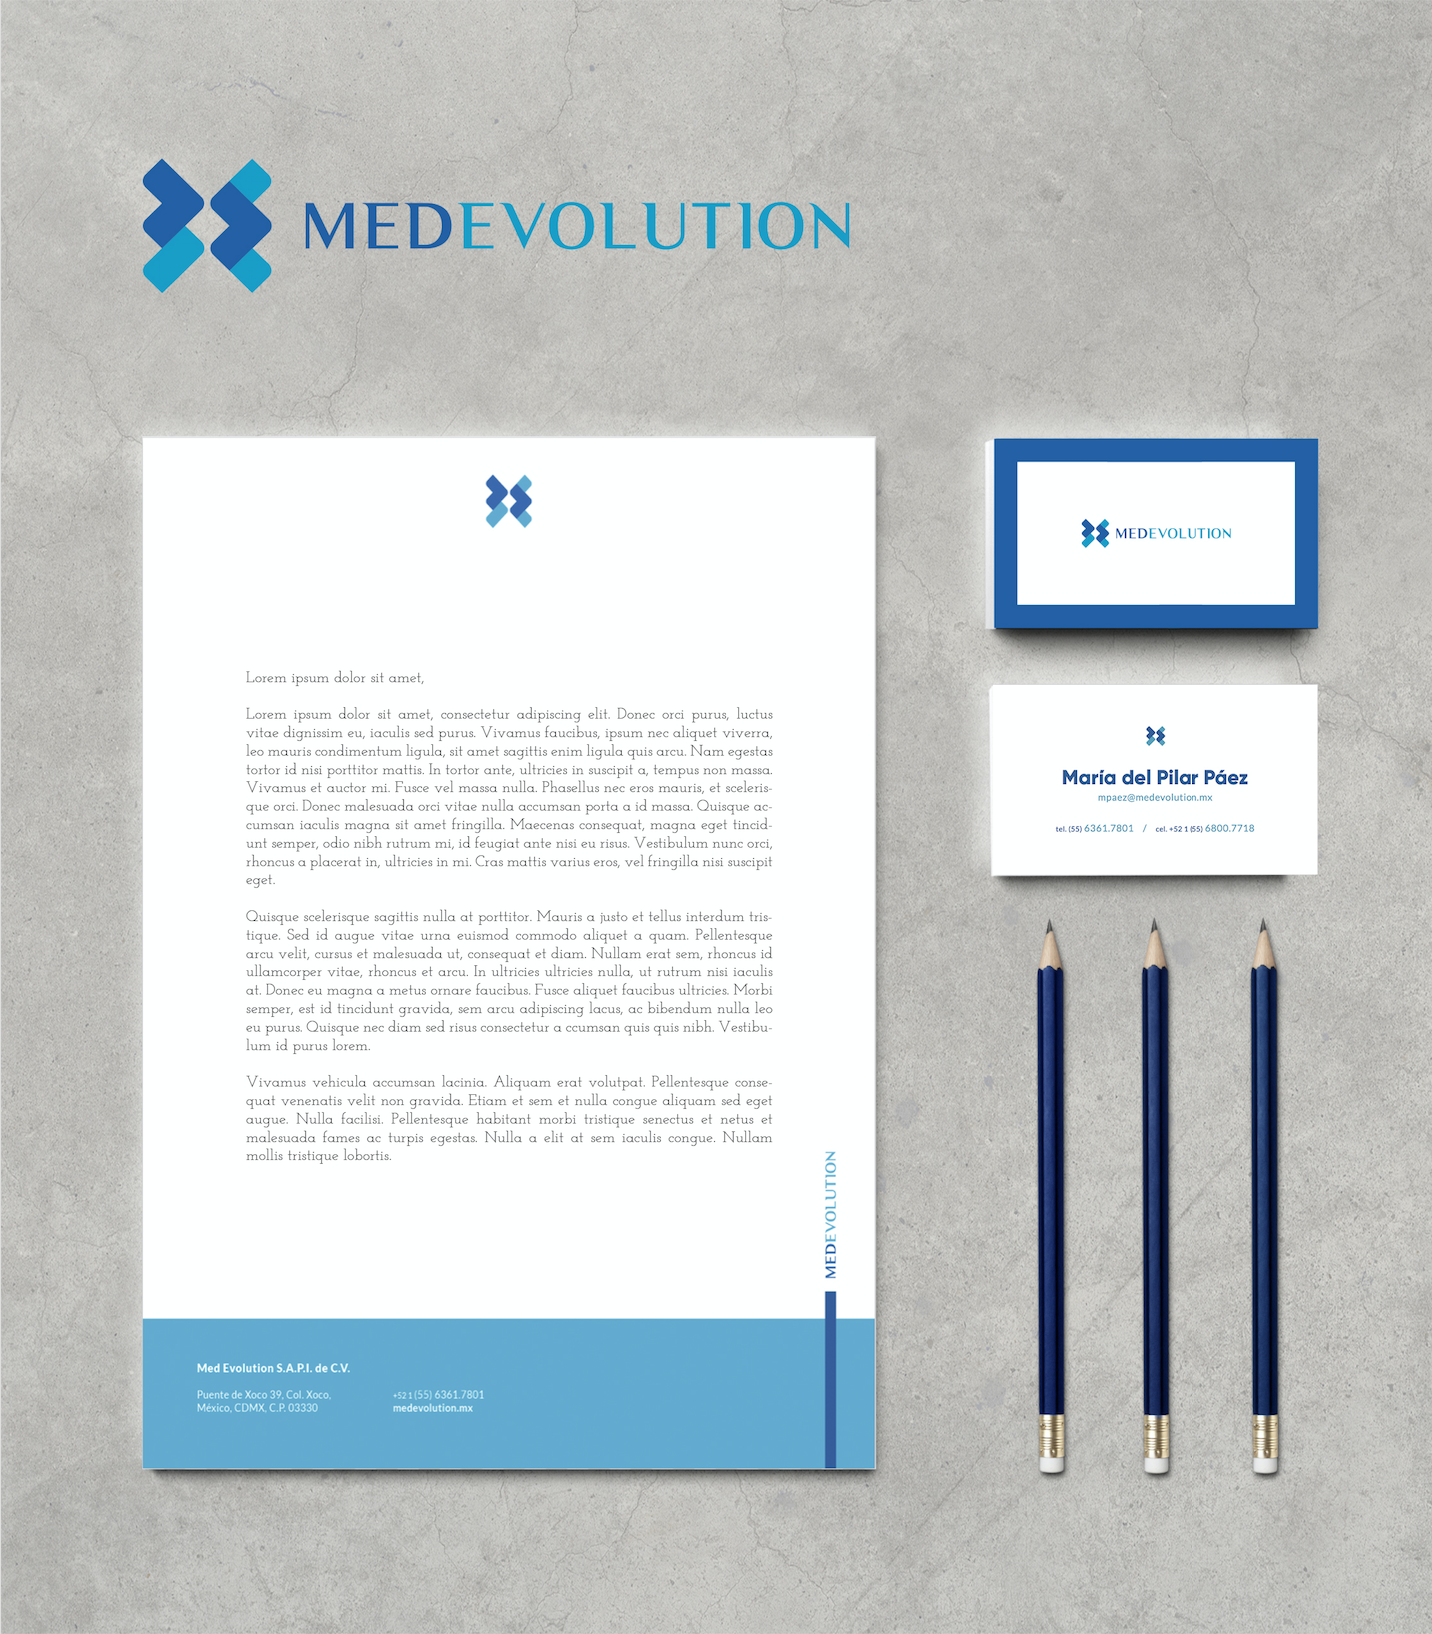 MEDEVOLUTION
Lorem ipsum dolor sit amet,
Lorem ipsum dolor sit amet, consectetur adipiscing elit. Donec orci purus, luctus
vitae dignissim eu, iaculis sed purus. Vivamus faucibus, ipsum nec aliquet viverra,
leo mauris condimentum ligula, sit amet sagittis enim ligula quis arcu. Nam egestas
tortor id nisi porttitor mattis. In tortor ante, ultricies in suscipit a, tempus non massa.
Vivamus et auctor mi. Fusce vel massa nulla. Phasellus nec eros mauris, et sceleris-
que orci. Donec malesuada orci vitae nulla accumsan porta a id massa. Quisque ac-
cumsan iaculis magna sit amet fringilla. Maecenas consequat, magna eget tincid-
unt semper, odio nibh rutrum mi, id feugiat ante nisi eu risus. Vestibulum nunc orci,
rhoncus a placerat in, ultricies in mi. Cras mattis varius eros, vel fringilla nisi suscipit
eget.
Quisque scelerisque sagittis nulla at porttitor. Mauris a justo et tellus interdum tris-
tique. Sed id augue vitae urna euismod commodo aliquet a quam. Pellentesque
arcu velit, cursus et malesuada ut, consequat et diam. Nullam erat sem, rhoncus id
ullamcorper vitae, rhoncus et arcu. In ultricies ultricies nulla, ut rutrum nisi iaculis
at. Donec eu magna a metus ornare faucibus. Fusce aliquet faucibus ultricies. Morbi
semper, est id tincidunt gravida, sem arcu adipiscing lacus, ac bibendum nulla leo
eu purus. Quisque nec diam sed risus consectetur a ccumsan quis quis nibh. Vestibu-
lum id purus lorem.
Vivamus vehicula accumsan lacinia. Aliquam erat volutpat. Pellentesque conse-
quat venenatis velit non gravida. Etiam et sem et nulla congue aliquam sed eget
augue. Nulla facilisi. Pellentesque habitant morbi tristique senectus et netus et
malesuada fames ac turpis egestas. Nulla a elit at sem iaculis congue. Nullam
mollis tristique lobortis.
MEDEVOLUTION
Med Evolution S.A.P.I. de C.V.
Puente de Xoco 39, Col. Xoco,
México, CDMX, C.P. 03330
+52 1 (55) 6361.7801
medevolution.mx
MEDEVOLUTION
María del Pilar Páez
mpaez@medevolution.mx
tel. (55) 6361.7801 / cel. +52 1 (55) 6800.7718